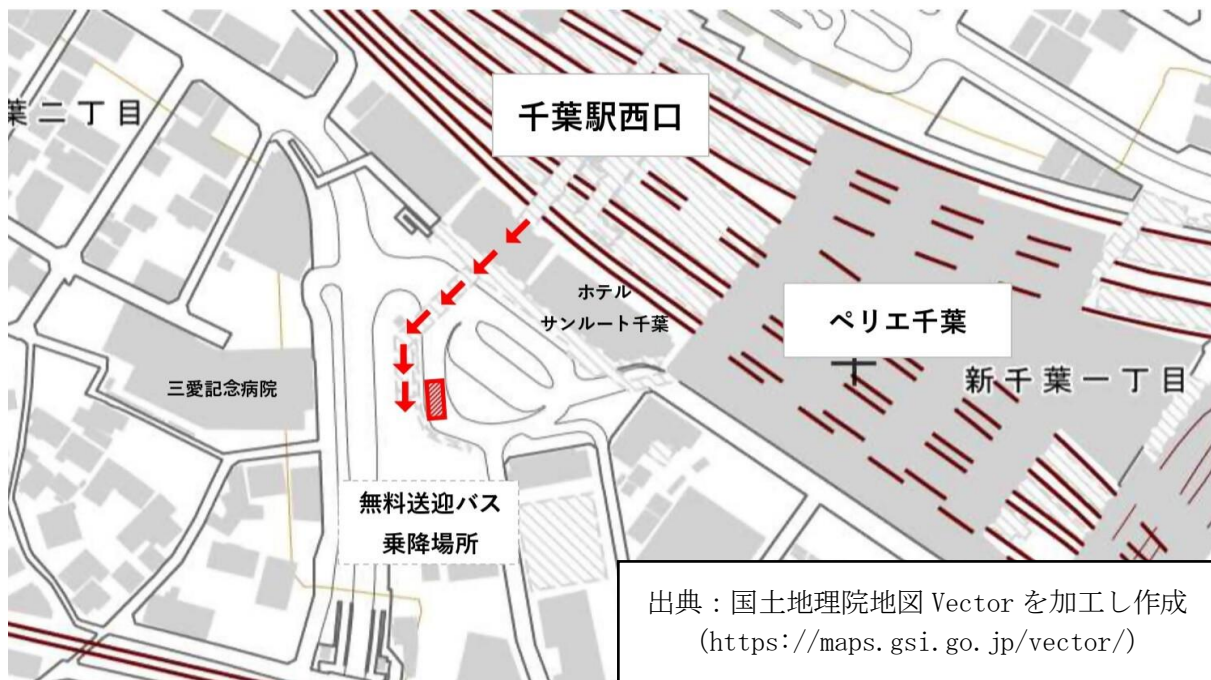 千葉駅西口
葉二丁目
ホテル
サンルート千葉
ペリエ千葉
新千葉一丁目
三愛記念病院
無料送迎バス
乗降場所
出典：国土地理院地図 Vector を加工し作成
(https://maps.gsi.go.jp/vector/)